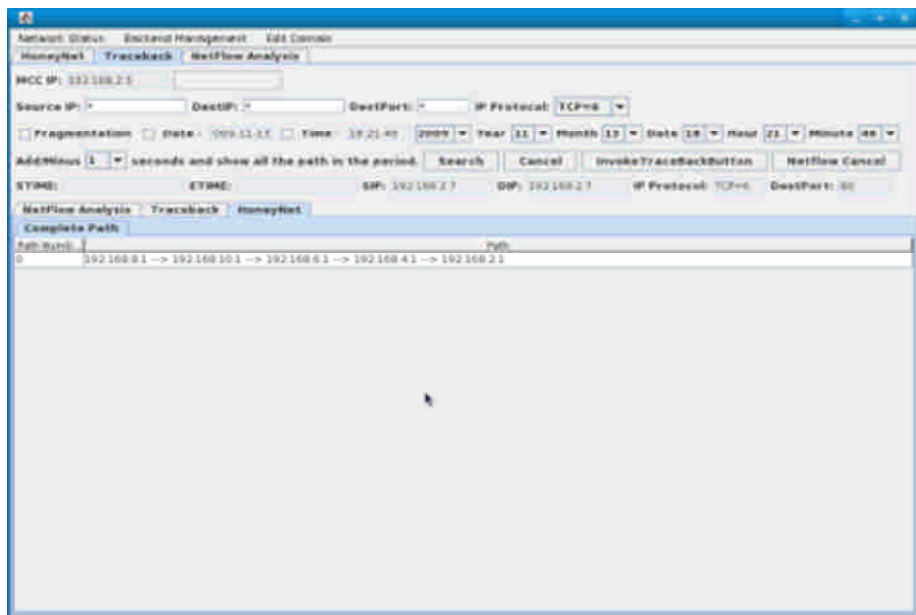 Network Status Backend Management Edit Domain
HoneyNet Traceback NetFlow Analysis
MCC IP: 192.168.2.5
Source IP: * DestIP: * DestPort: * IP Protocol: TCP=6
Fragmentation Date - 2009-11-13 Time - 18:21:46 2009 Year 11 Month 13 Date 18 Hour 21 Minute 46
Add/Minus 1 seconds and show all the path in the period. Search Cancel InvokeTraceBackButton Netflow Cancel
STIME: ETIME: SIP: 192.168.2.7 DIP: 192.168.2.7 IP Protocol: TCP=6 DestPort: 80
NetFlow Analysis Traceback HoneyNet
Complete Path
Path Numb... Path
0 192.168.8.1 --> 192.168.10.1 --> 192.168.6.1 --> 192.168.4.1 --> 192.168.2.1